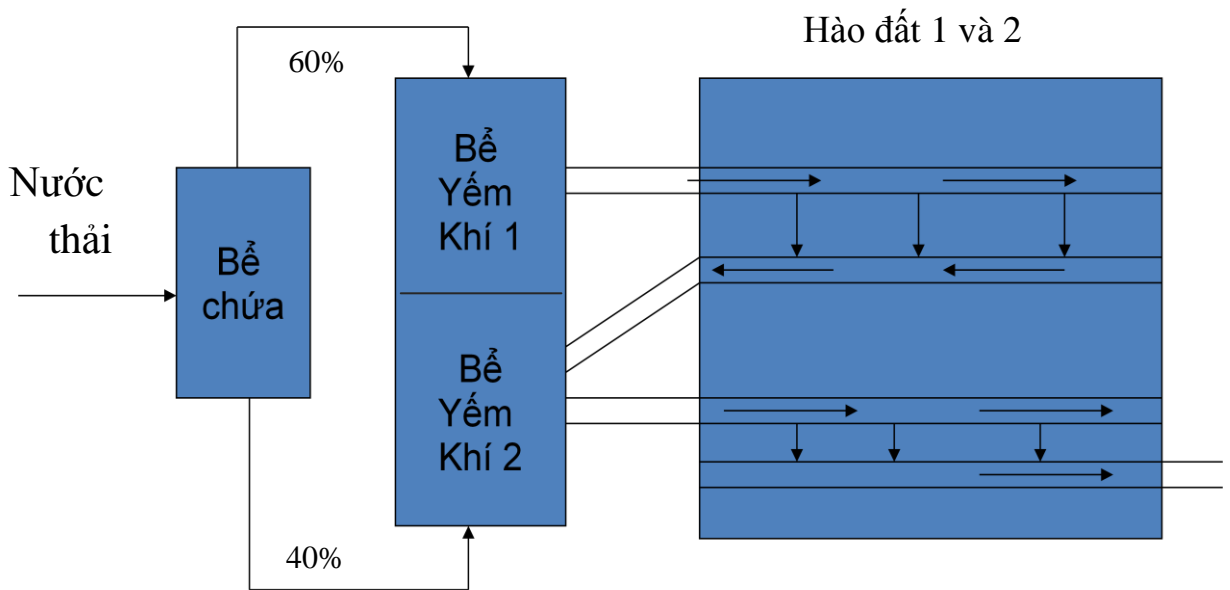 Hào đất 1 và 2
60%
Nước
thải
Bể
chứa
Bể
Yếm
Khí 1
Bể
Yếm
Khí 2
40%